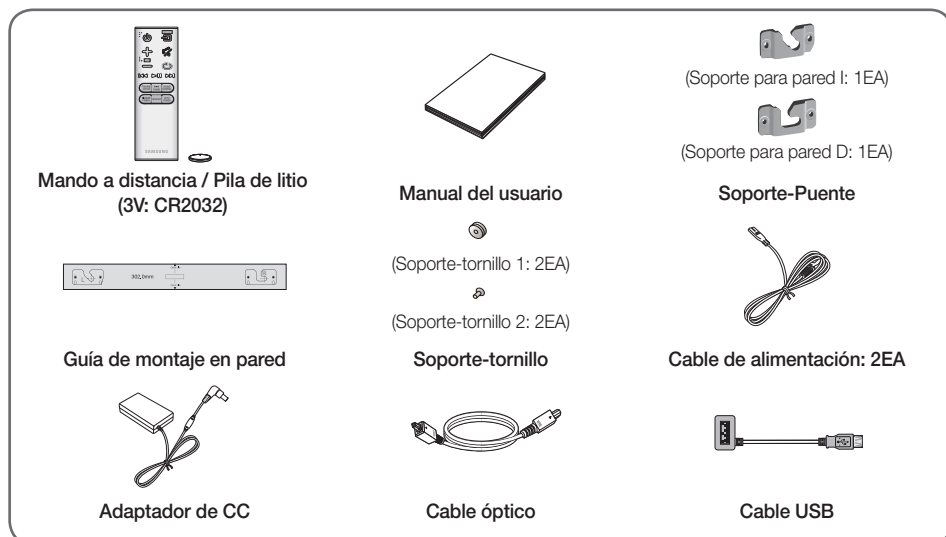 SAMSUNG
(Soporte para pared I: 1EA)
(Soporte para pared D: 1EA)
Mando a distancia / Pila de litio
(3V: CR2032)
Manual del usuario
Soporte-Puente
302,0mm
(Soporte-tornillo 1: 2EA)
(Soporte-tornillo 2: 2EA)
Guía de montaje en pared
Soporte-tornillo
Cable de alimentación: 2EA
Adaptador de CC
Cable óptico
Cable USB